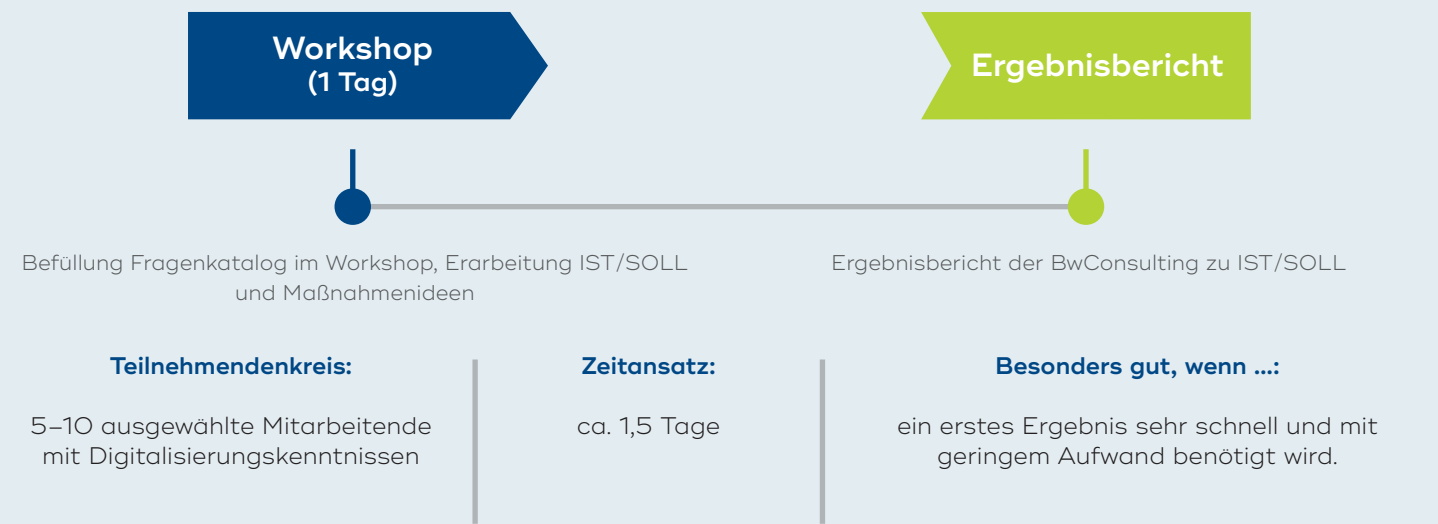 Workshop
(1 Tag)
Ergebnisbericht
Befüllung Fragenkatalog im Workshop, Erarbeitung IST/SOLL
und Maßnahmenideen
Ergebnisbericht der BwConsulting zu IST/SOLL
Teilnehmendenkreis:
5–10 ausgewählte Mitarbeitende
mit Digitalisierungskenntnissen
Zeitansatz:
ca. 1,5 Tage
Besonders gut, wenn ...:
ein erstes Ergebnis sehr schnell und mit
geringem Aufwand benötigt wird.